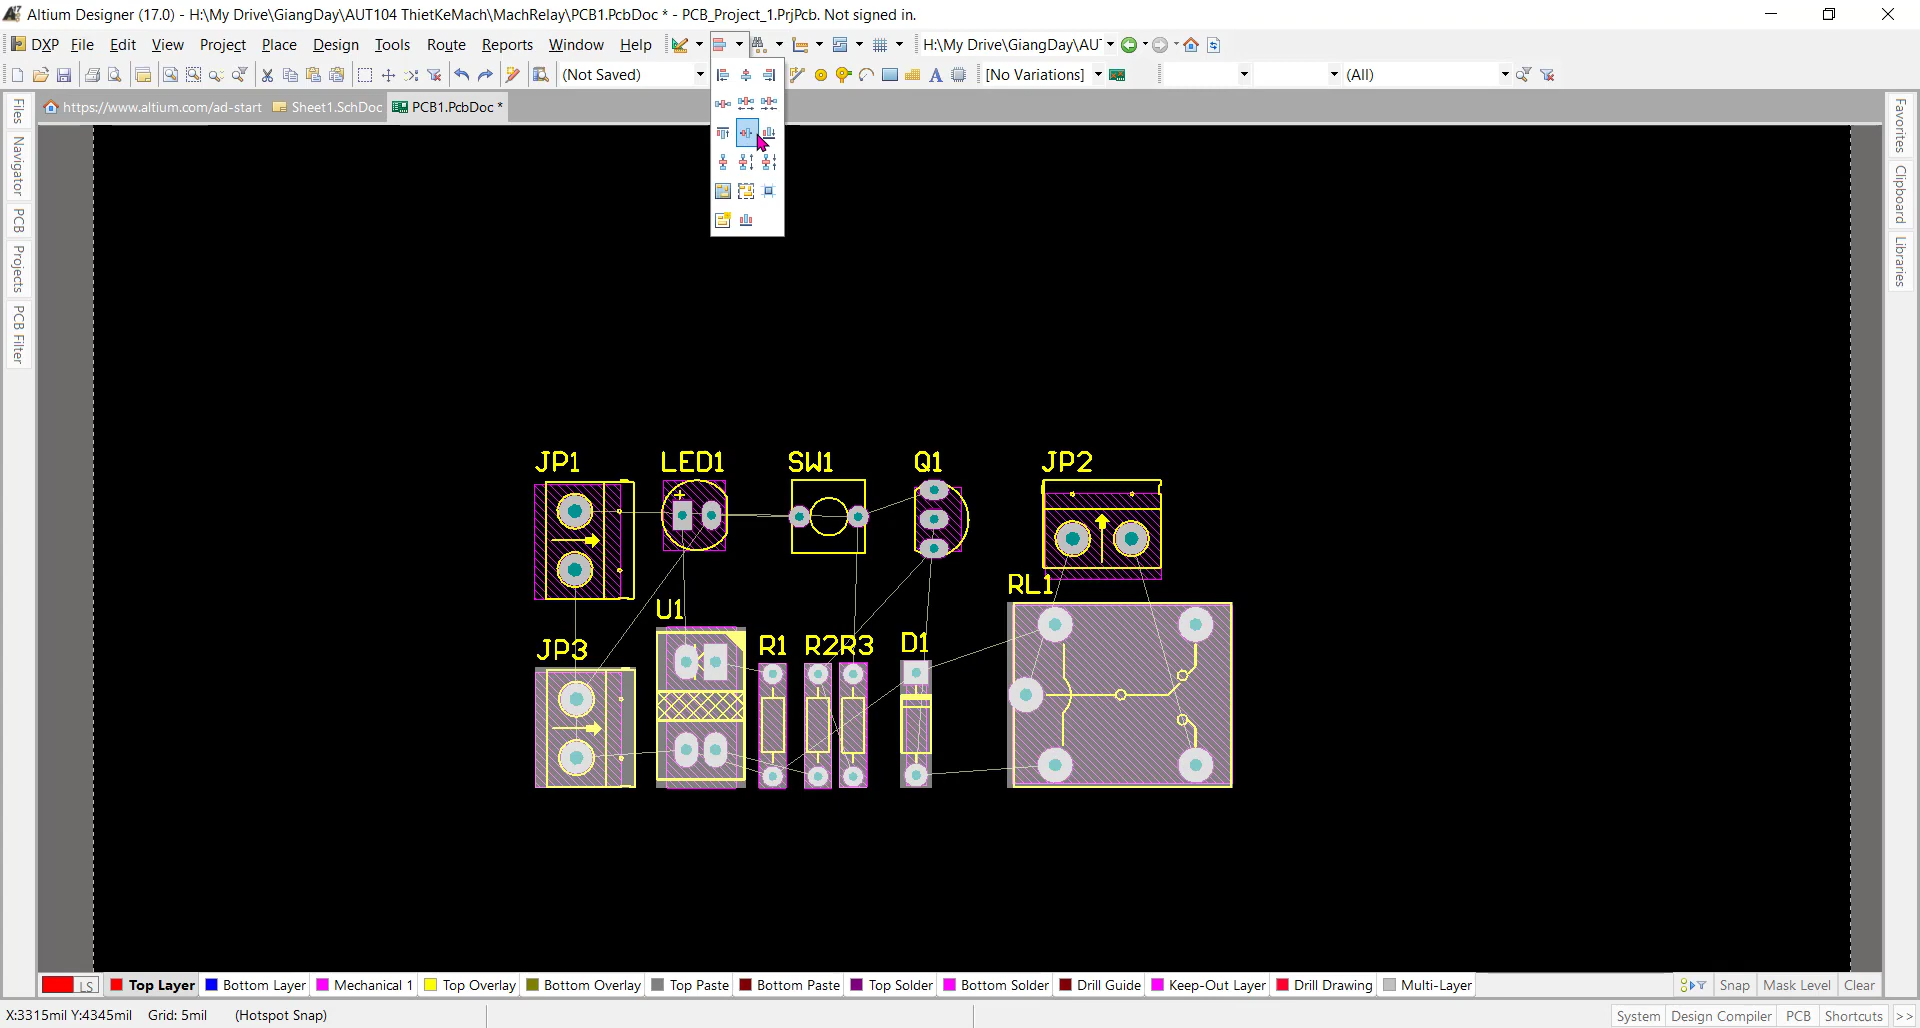 Altium Designer (17.0) - H:\My Drive\GiangDay\AUT104 ThietKeMach\MachRelay\PCB1.PcbDoc * - PCB_Project_1.PrjPcb. Not signed in.
DXP File Edit View Project Place Design Tools Route Reports Window Help H:\My Drive\GiangDay\AU
(Not Saved) [No Variations] (All)
https://www.altium.com/ad-start Sheet1.SchDoc PCB1.PcbDoc *
Files
Navigator
PCB
Projects
PCB Filter
Favorites
Clipboard
Libraries
JP1 LED1 SW1 Q1 JP2
+
RL1
U1
JP3 R1 R2 R3 D1
LS Top Layer Bottom Layer Mechanical 1 Top Overlay Bottom Overlay Top Paste Bottom Paste Top Solder Bottom Solder Drill Guide Keep-Out Layer Drill Drawing Multi-Layer Snap Mask Level Clear
X:3315mil Y:4345mil Grid: 5mil (Hotspot Snap) System Design Compiler PCB Shortcuts >>